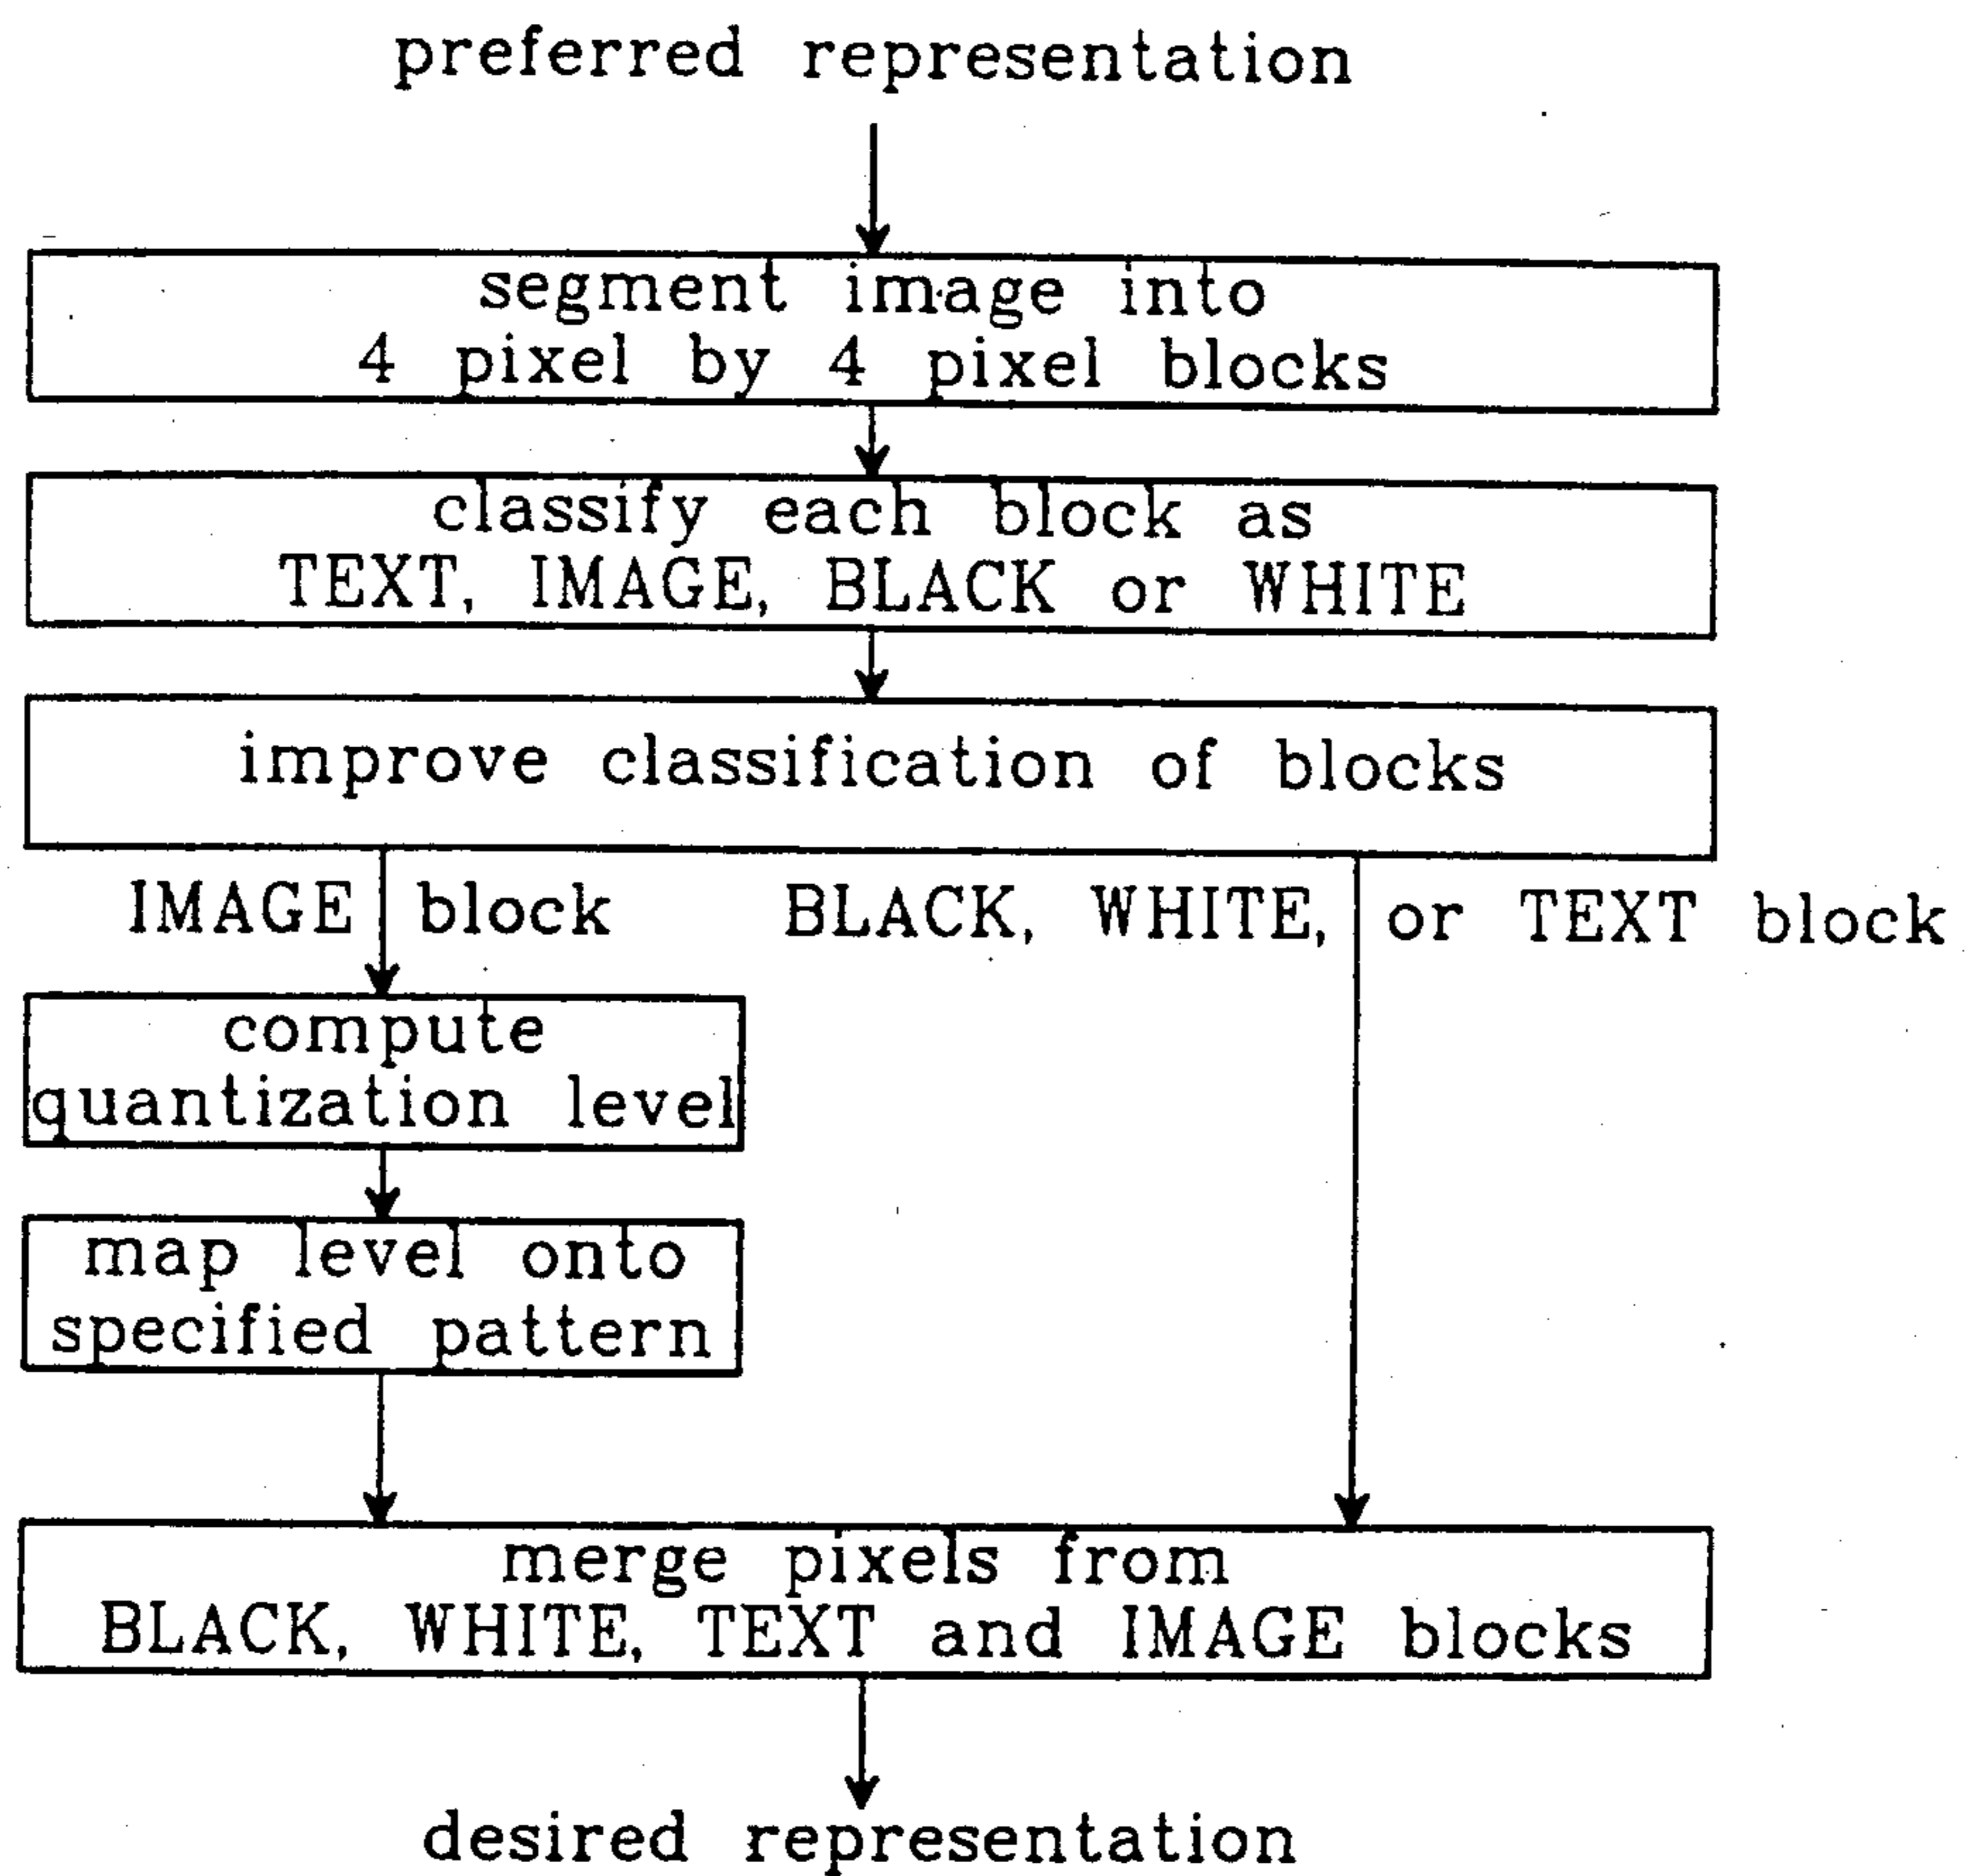 preferred representation
segment image into
4 pixel by 4 pixel blocks
classify each block as
TEXT, IMAGE, BLACK or WHITE
improve classification of blocks
IMAGE block
BLACK, WHITE, or TEXT block
compute
quantization level
map level onto
specified pattern
merge pixels from
BLACK, WHITE, TEXT and IMAGE blocks
desired representation